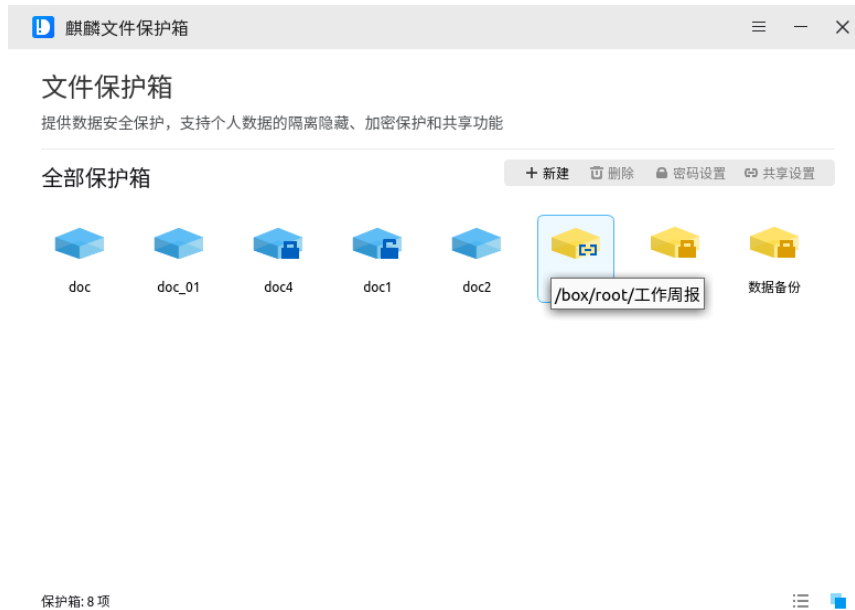 麒麟文件保护箱
文件保护箱
提供数据安全保护，支持个人数据的隔离隐藏、加密保护和共享功能
全部保护箱
新建 删除 密码设置 共享设置
doc doc_01 doc4 doc1 doc2 数据备份
/box/root/工作周报
保护箱: 8 项